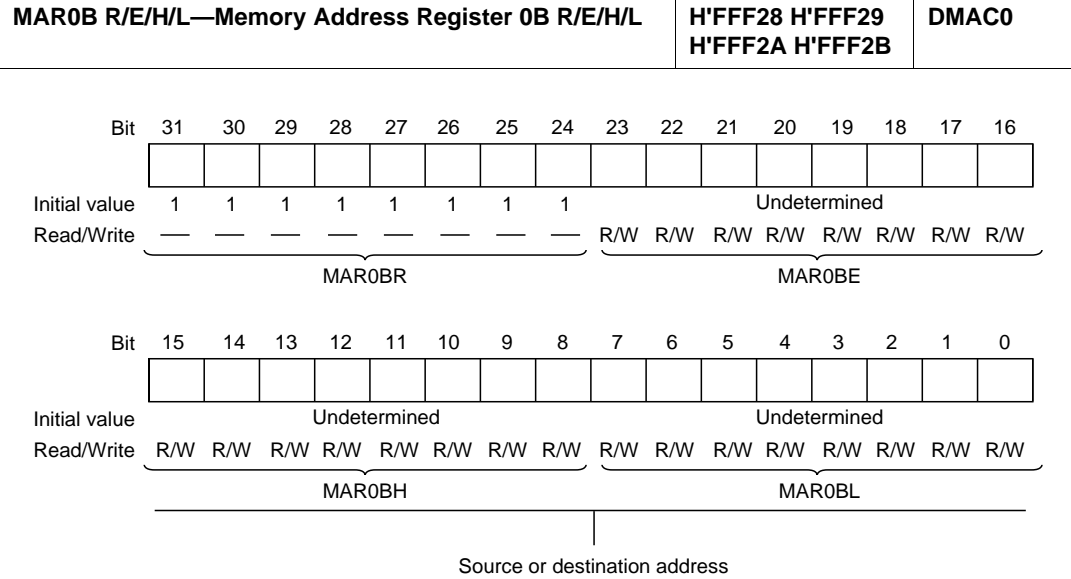 MAR0B R/E/H/L—Memory Address Register 0B R/E/H/L H'FFF28 H'FFF29 DMAC0
H'FFF2A H'FFF2B
Bit 31 30 29 28 27 26 25 24 23 22 21 20 19 18 17 16
Initial value 1 1 1 1 1 1 1 1 Undetermined
Read/Write — — — — — — — — R/W R/W R/W R/W R/W R/W R/W R/W
MAR0BR MAR0BE
Bit 15 14 13 12 11 10 9 8 7 6 5 4 3 2 1 0
Initial value Undetermined Undetermined
Read/Write R/W R/W R/W R/W R/W R/W R/W R/W R/W R/W R/W R/W R/W R/W R/W R/W
MAR0BH MAR0BL
Source or destination address